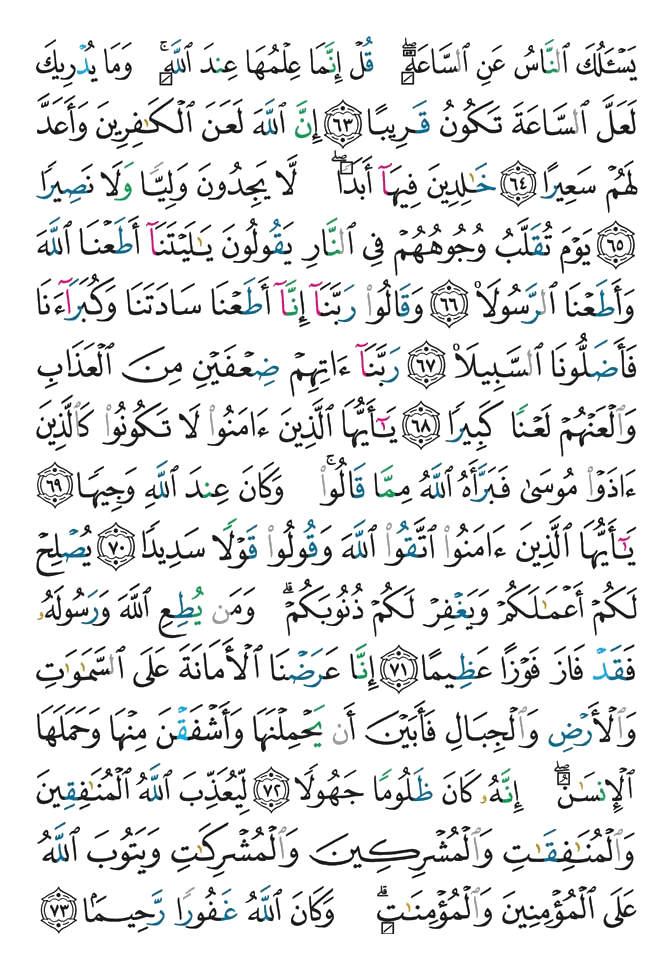 يَسْـَٔلُكَ ٱلنَّاسُ عَنِ ٱلسَّاعَةِ ۖ قُلْ إِنَّمَا عِلْمُهَا عِندَ ٱللَّهِ ۚ وَمَا يُدْرِيكَ
لَعَلَّ ٱلسَّاعَةَ تَكُونُ قَرِيبًا ٦٣ إِنَّ ٱللَّهَ لَعَنَ ٱلْكَـٰفِرِينَ وَأَعَدَّ
لَهُمْ سَعِيرًا ٦٤ خَـٰلِدِينَ فِيهَآ أَبَدًا ۖ لَّا يَجِدُونَ وَلِيًّا وَلَا نَصِيرًا
٦٥ يَوْمَ تُقَلَّبُ وُجُوهُهُمْ فِى ٱلنَّارِ يَقُولُونَ يَـٰلَيْتَنَآ أَطَعْنَا ٱللَّهَ
وَأَطَعْنَا ٱلرَّسُولَا۠ ٦٦ وَقَالُوا۟ رَبَّنَآ إِنَّآ أَطَعْنَا سَادَتَنَا وَكُبَرَآءَنَا
فَأَضَلُّونَا ٱلسَّبِيلَا۠ ٦٧ رَبَّنَآ ءَاتِهِمْ ضِعْفَيْنِ مِنَ ٱلْعَذَابِ
وَٱلْعَنْهُمْ لَعْنًا كَبِيرًا ٦٨ يَـٰٓأَيُّهَا ٱلَّذِينَ ءَامَنُوا۟ لَا تَكُونُوا۟ كَٱلَّذِينَ
ءَاذَوْا۟ مُوسَىٰ فَبَرَّأَهُ ٱللَّهُ مِمَّا قَالُوا۟ ۚ وَكَانَ عِندَ ٱللَّهِ وَجِيهًا ٦٩
يَـٰٓأَيُّهَا ٱلَّذِينَ ءَامَنُوا۟ ٱتَّقُوا۟ ٱللَّهَ وَقُولُوا۟ قَوْلًا سَدِيدًا ٧٠ يُصْلِحْ
لَكُمْ أَعْمَـٰلَكُمْ وَيَغْفِرْ لَكُمْ ذُنُوبَكُمْ ۗ وَمَن يُطِعِ ٱللَّهَ وَرَسُولَهُۥ
فَقَدْ فَازَ فَوْزًا عَظِيمًا ٧١ إِنَّا عَرَضْنَا ٱلْأَمَانَةَ عَلَى ٱلسَّمَـٰوَٰتِ
وَٱلْأَرْضِ وَٱلْجِبَالِ فَأَبَيْنَ أَن يَحْمِلْنَهَا وَأَشْفَقْنَ مِنْهَا وَحَمَلَهَا
ٱلْإِنسَـٰنُ ۖ إِنَّهُۥ كَانَ ظَلُومًا جَهُولًا ٧٢ لِّيُعَذِّبَ ٱللَّهُ ٱلْمُنَـٰفِقِينَ
وَٱلْمُنَـٰفِقَـٰتِ وَٱلْمُشْرِكِينَ وَٱلْمُشْرِكَـٰتِ وَيَتُوبَ ٱللَّهُ
عَلَى ٱلْمُؤْمِنِينَ وَٱلْمُؤْمِنَـٰتِ ۗ وَكَانَ ٱللَّهُ غَفُورًا رَّحِيمًۢا ٧٣